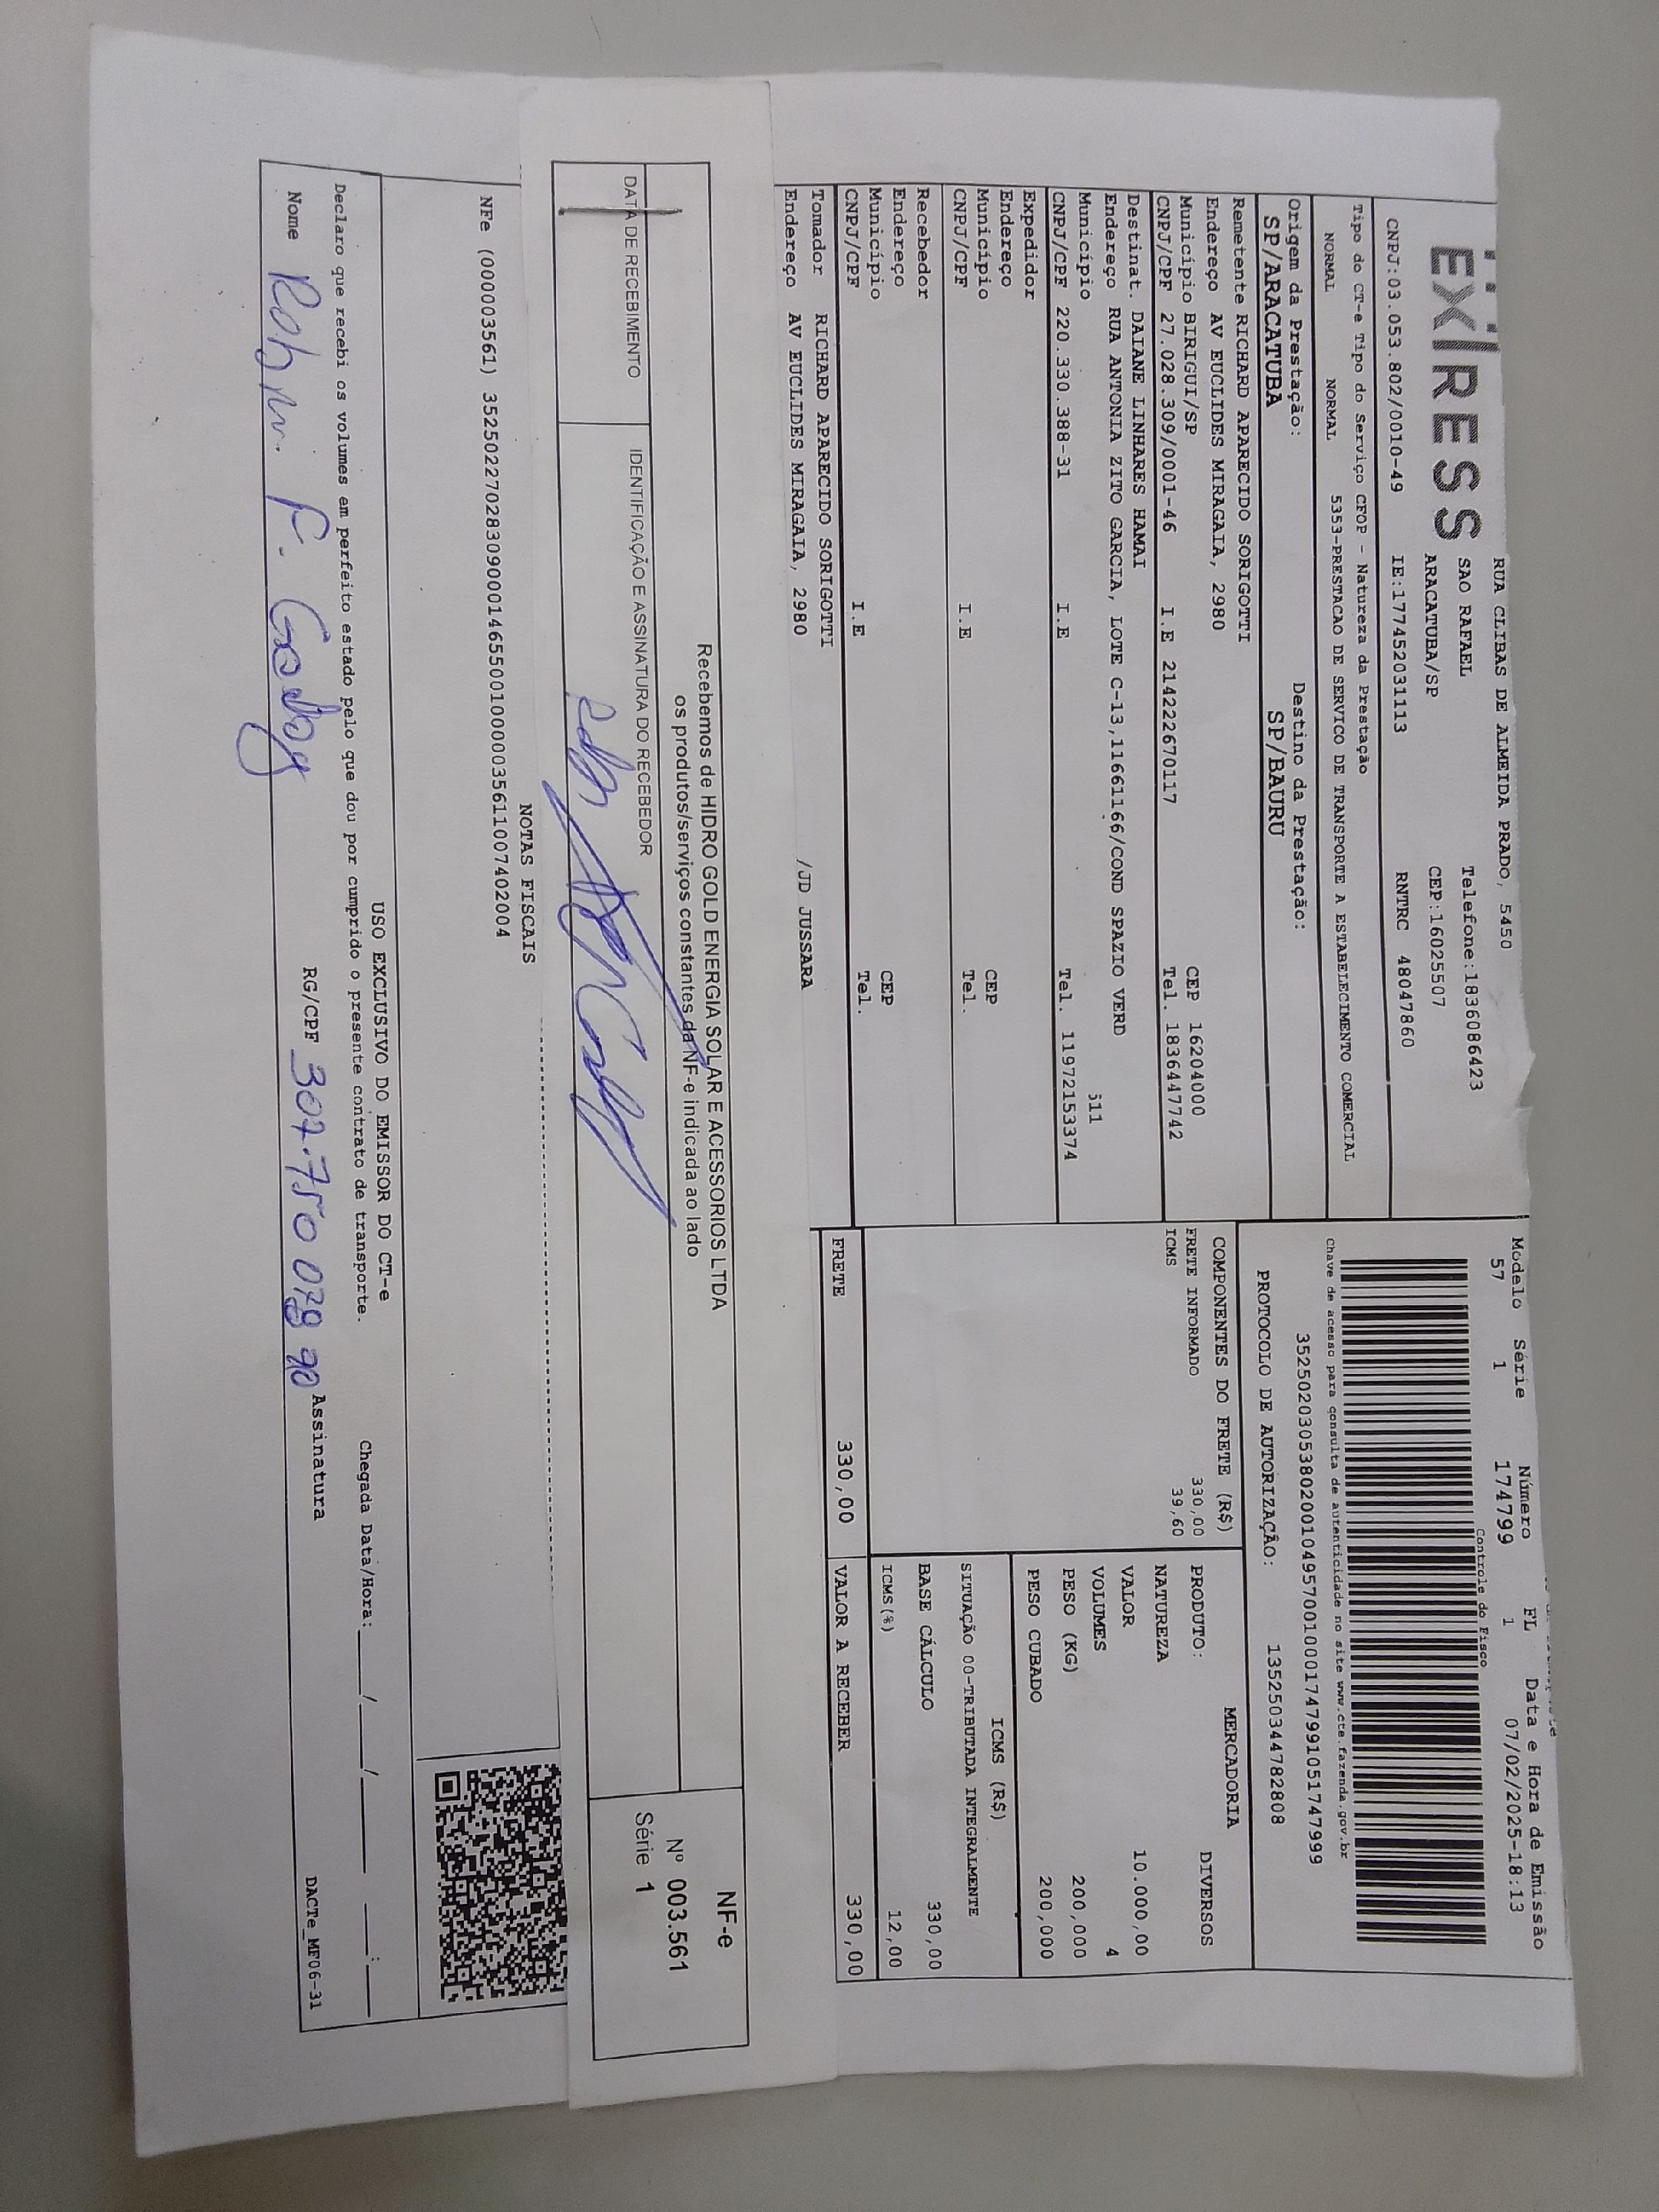 EX RESS
RUA CLIBAS DE ALMEIDA PRADO, 5450
SAO RAFAEL Telefone:1836086423
ARACATUBA/SP CEP:16025507
CNPJ:03.053.802/0010-49 IE:177452031113 RNTRC 48047860
Tipo do CT-e Tipo do Serviço CFOP - Natureza da Prestação
NORMAL NORMAL 5353-PRESTACAO DE SERVICO DE TRANSPORTE A ESTABELECIMENTO COMERCIAL
Origem da Prestação: Destino da Prestação:
SP/ARACATUBA SP/BAURU
Modelo Série Número FL Data e Hora de Emissão
57 1 174799 1 07/02/2025-18:13
Controle do Fisco
Chave de acesso para consulta de autenticidade no site www.cte.fazenda.gov.br
35250203053802001049570010001747991051747999
PROTOCOLO DE AUTORIZAÇÃO: 135250344782808
Remetente RICHARD APARECIDO SORIGOTTI
Endereço AV EUCLIDES MIRAGAIA, 2980
Município BIRIGUI/SP CEP 16204000
CNPJ/CPF 27.028.309/0001-46 I.E 214222670117 Tel. 1836447742
Destinat. DAIANE LINHARES HAMAI
Endereço RUA ANTONIA ZITO GARCIA, LOTE C-13,11661166/COND SPAZIO VERD
Município 511
CNPJ/CPF 220.330.388-31 I.E Tel. 11972153374
Expedidor
Endereço
Município CEP
CNPJ/CPF I.E Tel.
Recebedor
Endereço
Município CEP
CNPJ/CPF I.E Tel.
Tomador RICHARD APARECIDO SORIGOTTI
Endereço AV EUCLIDES MIRAGAIA, 2980 /JD JUSSARA
COMPONENTES DO FRETE (R$)
FRETE INFORMADO 330,00
ICMS 39,60
MERCADORIA
PRODUTO: DIVERSOS
NATUREZA
VALOR 10.000,00
VOLUMES 4
PESO (KG) 200,000
PESO CUBADO 200,000
ICMS (R$)
SITUAÇÃO 00-TRIBUTADA INTEGRALMENTE
BASE CÁLCULO 330,00
ICMS(%) 12,00
FRETE 330,00 VALOR A RECEBER 330,00
Recebemos de HIDRO GOLD ENERGIA SOLAR E ACESSORIOS LTDA
os produtos/serviços constantes da NF-e indicada ao lado
DATA DE RECEBIMENTO IDENTIFICAÇÃO E ASSINATURA DO RECEBEDOR
NF-e
Nº 003.561
Série 1
NOTAS FISCAIS
NFe (000003561) 35250227028309000146550010000035611007402004
USO EXCLUSIVO DO EMISSOR DO CT-e
Declaro que recebi os volumes em perfeito estado pelo que dou por cumprido o presente contrato de transporte. Chegada Data/Hora:___/___/____ __:__
Nome F. Godoy RG/CPF 307.750 078 90 Assinatura
DACTe_MF06-31